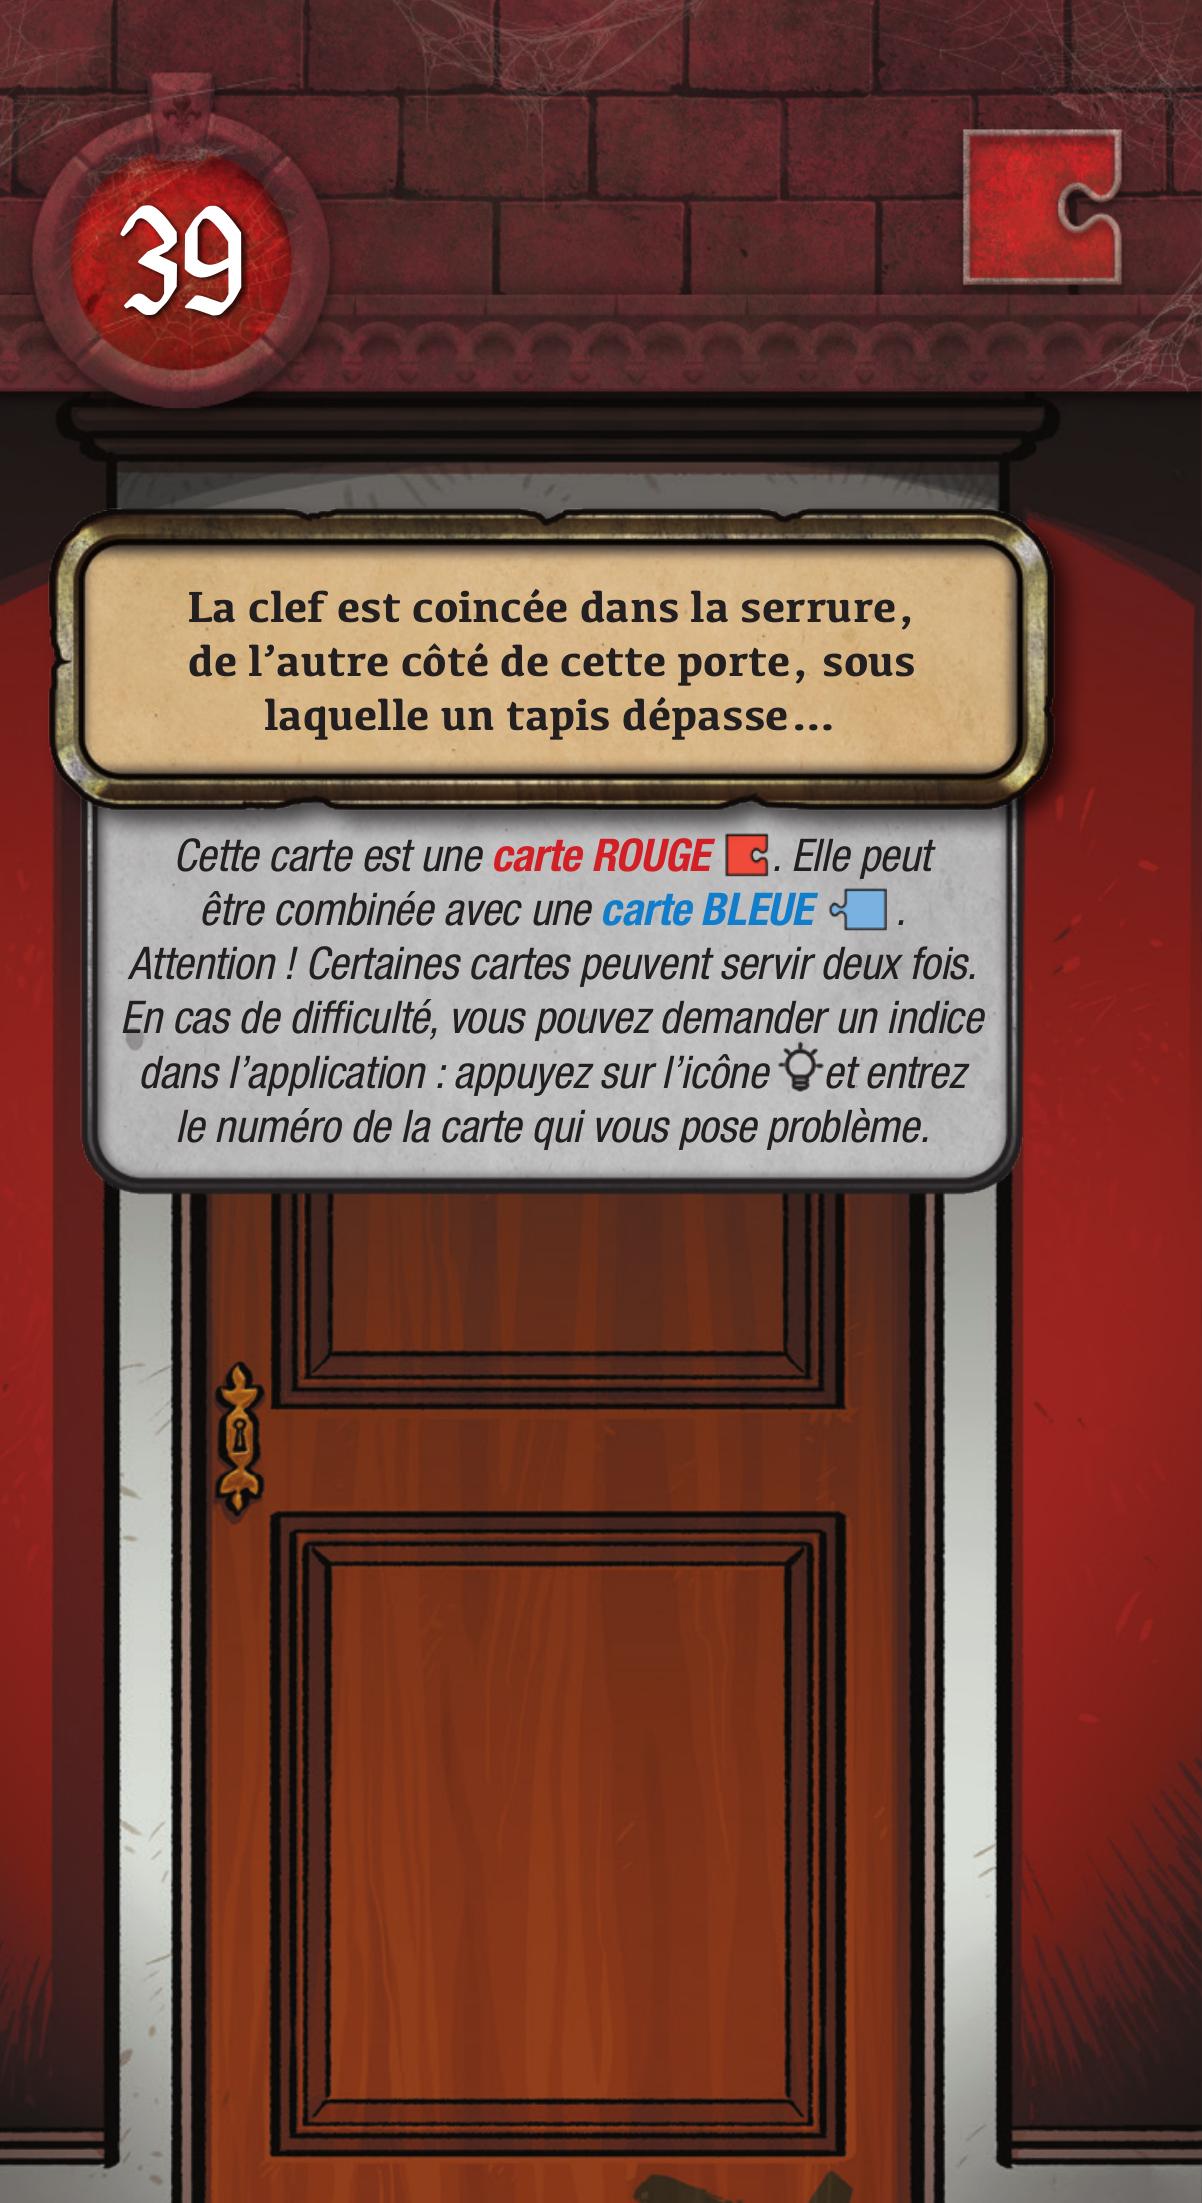 39
La clef est coincée dans la serrure,
de l’autre côté de cette porte, sous
laquelle un tapis dépasse...
Cette carte est une carte ROUGE . Elle peut
être combinée avec une carte BLEUE .
Attention ! Certaines cartes peuvent servir deux fois.
En cas de difficulté, vous pouvez demander un indice
dans l’application : appuyez sur l’icône et entrez
le numéro de la carte qui vous pose problème.